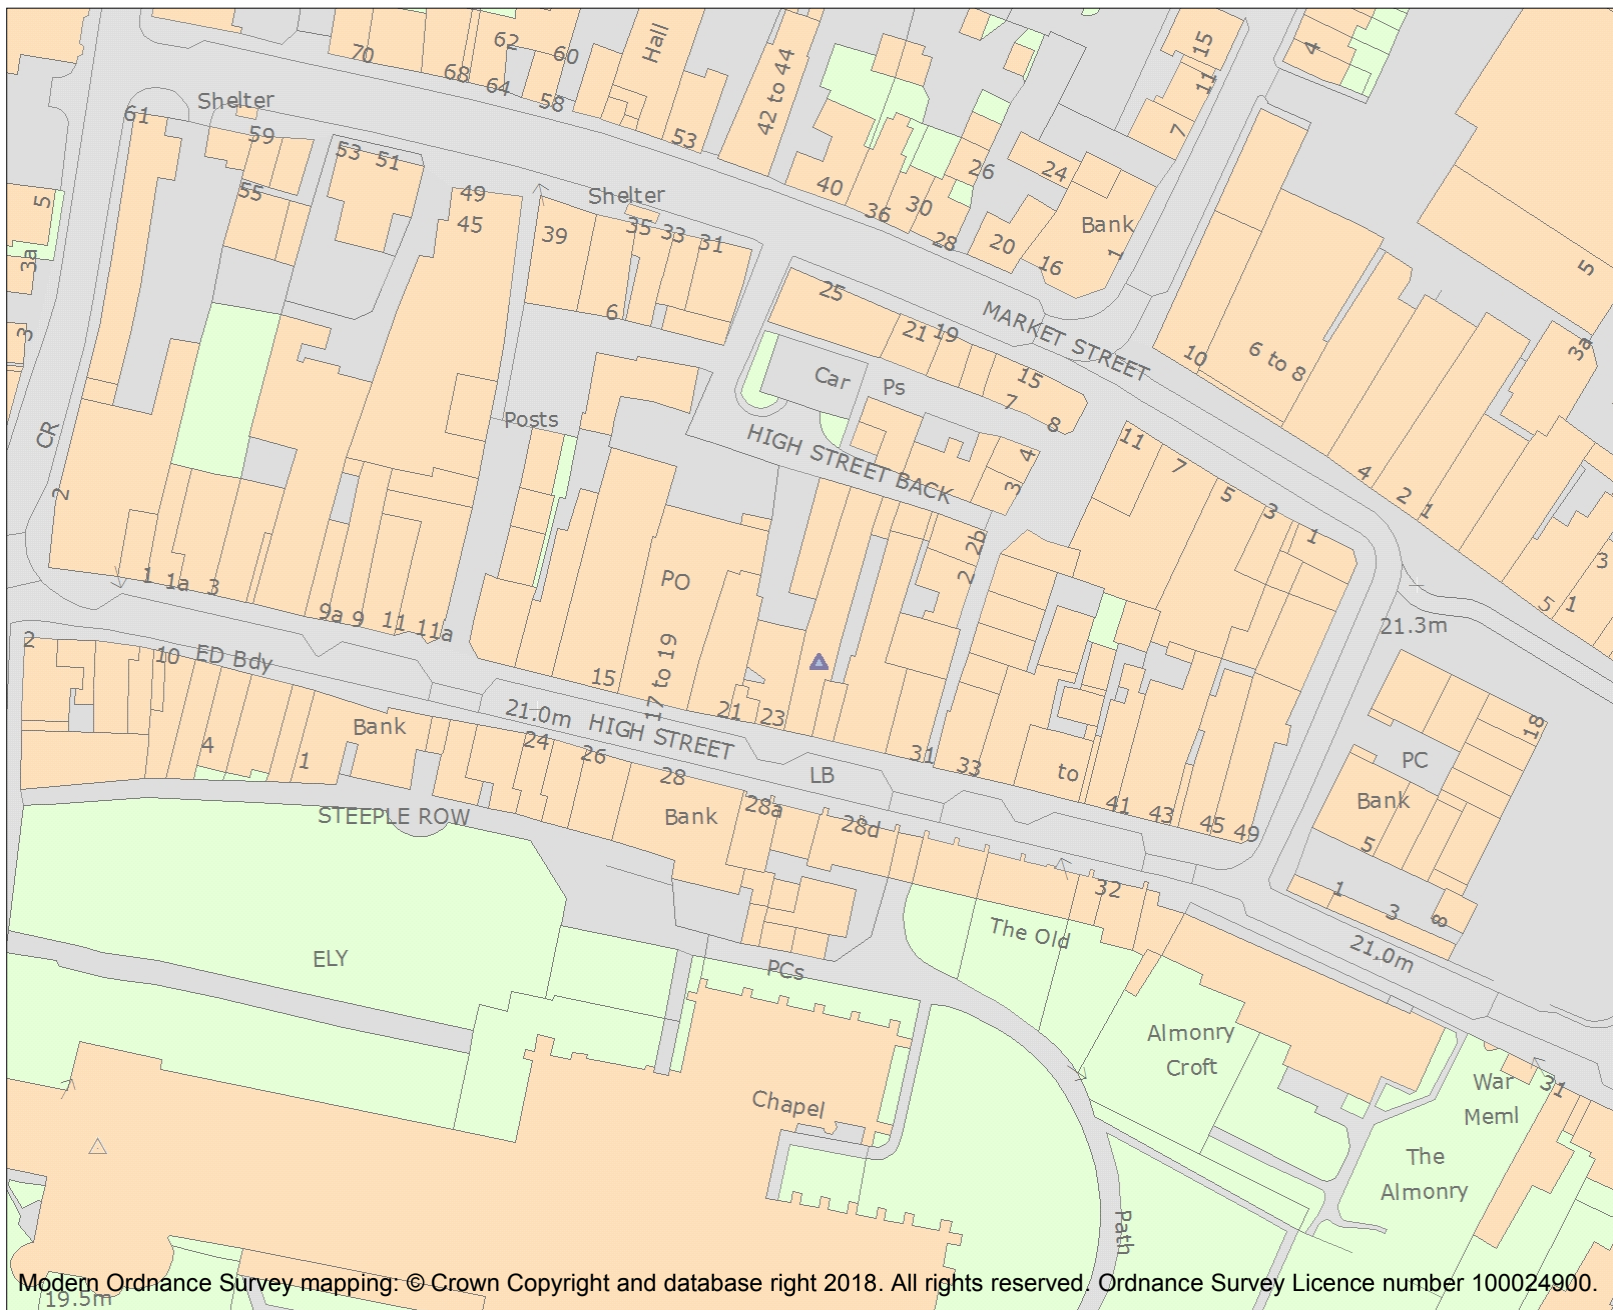 70
68
62
64
60
58
Hall
53
42 to 44
15
11
7
4
Shelter
61
59
55
53 51
49
45
5
3a
3
39
Shelter
35 33 31
6
40
36
30
28
26
24
20
16
Bank
1
5
3a
25
21 19
15
7
8
MARKET STREET
10
6 to 8
4
2
1
Car Ps
Posts
HIGH STREET BACK
4
3
11
7
5
3
1
CR
2
2b
2
PO
1 1a 3
9a 9 11 11a
15
17 to 19
21
23
31
33
to
41
43
45
49
3
5 1
21.3m
2
10
ED Bdy
4
1
Bank
21.0m HIGH STREET
24
26
28
Bank
28a
28d
LB
18
PC
Bank
5
1
3
8
STEEPLE ROW
32
The Old
21.0m
ELY
PCs
Almonry
Croft
Chapel
War
Meml
31
The
Almonry
Path
19.5m
Modern Ordnance Survey mapping: © Crown Copyright and database right 2018. All rights reserved. Ordnance Survey Licence number 100024900.